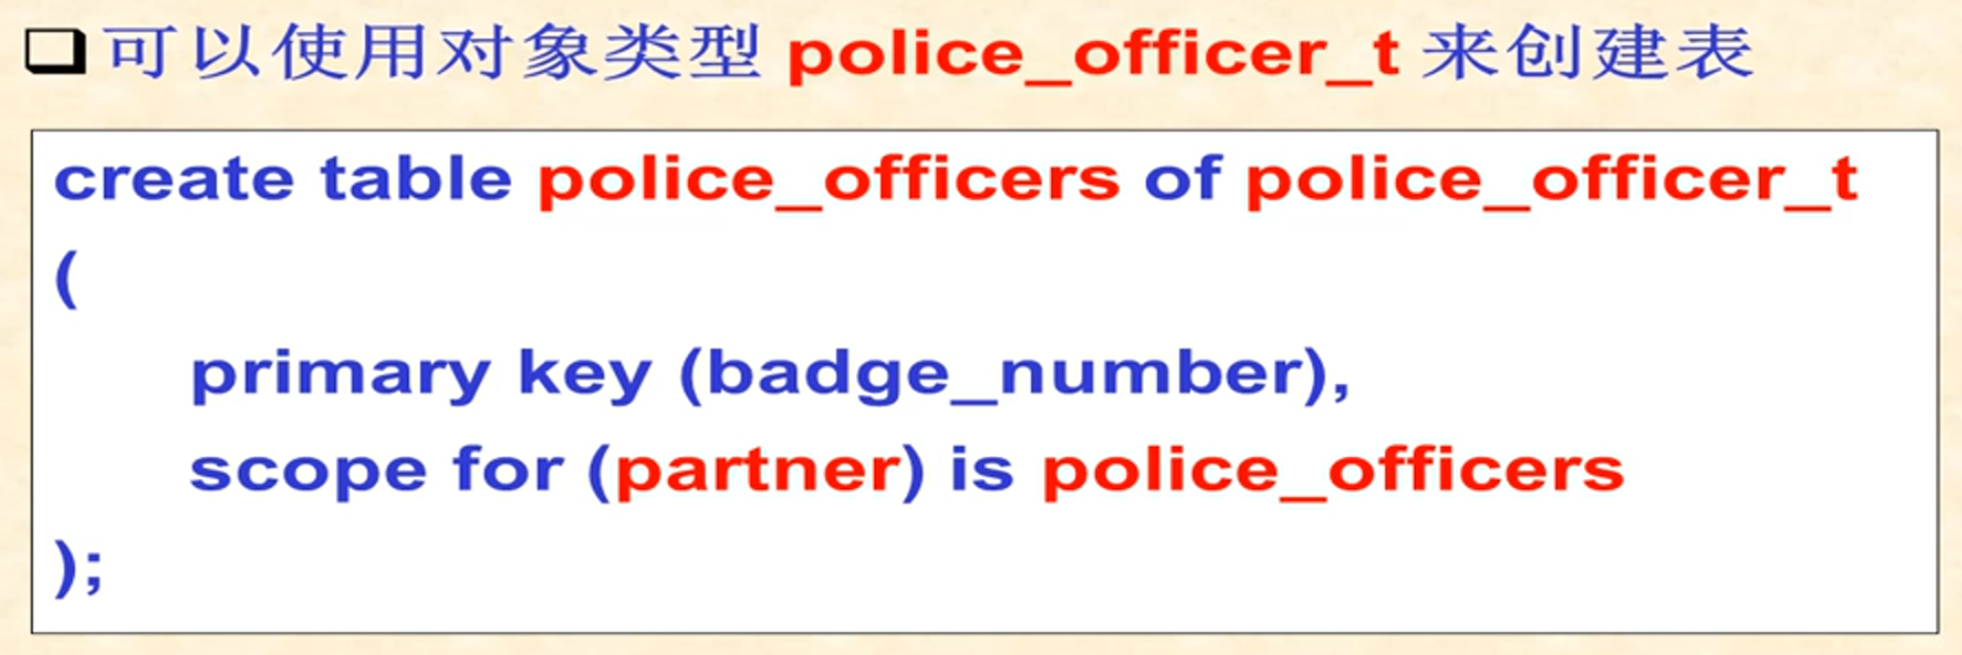 可以使用对象类型 police_officer_t 来创建表
create table police_officers of police_officer_t
(
primary key (badge_number),
scope for (partner) is police_officers
);